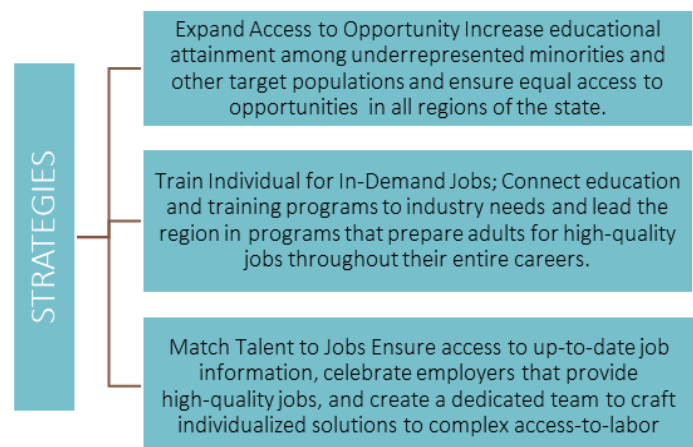 STRATEGIES
Expand Access to Opportunity Increase educational
attainment among underrepresented minorities and
other target populations and ensure equal access to
opportunities in all regions of the state.
Train Individual for In-Demand Jobs; Connect education
and training programs to industry needs and lead the
region in programs that prepare adults for high-quality
jobs throughout their entire careers.
Match Talent to Jobs Ensure access to up-to-date job
information, celebrate employers that provide
high-quality jobs, and create a dedicated team to craft
individualized solutions to complex access-to-labor